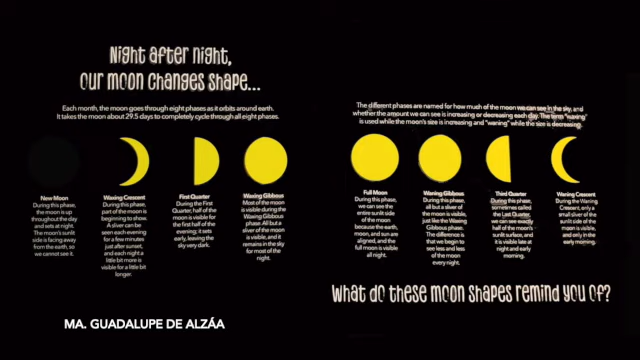 Night after night,
our moon changes shape...
Each month, the moon goes through eight phases as it orbits around earth.
It takes the moon about 29.5 days to completely cycle through all eight phases.
New Moon
During this phase,
the moon is up
throughout the day
and sets at night.
The moon's sunlit
side is facing away
from the earth, so
we cannot see it.
Waxing Crescent
During this phase,
part of the moon is
beginning to show.
A sliver can be
seen each evening
for a few minutes
just after sunset,
and each night a
little bit more is
visible for a little bit
longer.
First Quarter
During the First
Quarter, half of the
moon is visible for
the first half of the
evening; it sets
early, leaving the
sky very dark.
Waxing Gibbous
Most of the
moon is visible
during the Waxing
Gibbous Phase.
All but a sliver of
the moon is
visible, and it
remains in the sky
for most of the
night.
MA. GUADALUPE DE ALZÁA
The different phases are named for how much of the moon we can see in the sky, and
whether the amount we can see is increasing or decreasing each day. The term "waxing"
is used while the moon's size is increasing and "waning" while the size is decreasing.
Full Moon
During this phase,
we can see the
entire sunlit side
of the moon
because the earth,
moon, and sun are
aligned, and the
full moon is visible
all night.
Waning Gibbous
During this phase,
all but a sliver of
the moon is visible,
just like the Waxing
Gibbous phase.
The difference is
that we begin to
see less and less
of the moon
every night.
Third Quarter
During this phase,
sometimes called
the Last Quarter,
we can see exactly
half of the moon's
sunlit surface, and
it is visible late at
night and early
morning.
Waning Crescent
During the Waning
Crescent, only a
small sliver of the
sunlit side of the
moon is visible,
and only in the
early morning.
What do these moon shapes remind you of?